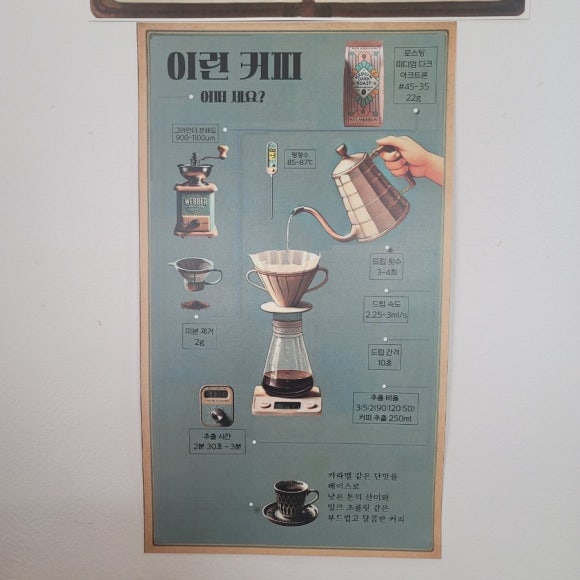 이런 커피
어떠세요?
로스팅
미디엄 다크
아그트론
#45~35
22g
그라인더 분쇄도
900~1100um
핫정소
85~87℃
WEBBER
드립 횟수
3~4회
드립 속도
2.25~3ml/s
미분 제거
2g
드립 간격
10초
추출 비율
3:5:2(90:120:50)
커피 추출 250ml
추출 시간
2분 30초 ~ 3분
카라멜 같은 단맛을
베이스로
낮은 톤의 산미와
밀크 초콜릿 같은
부드럽고 달콤한 커피